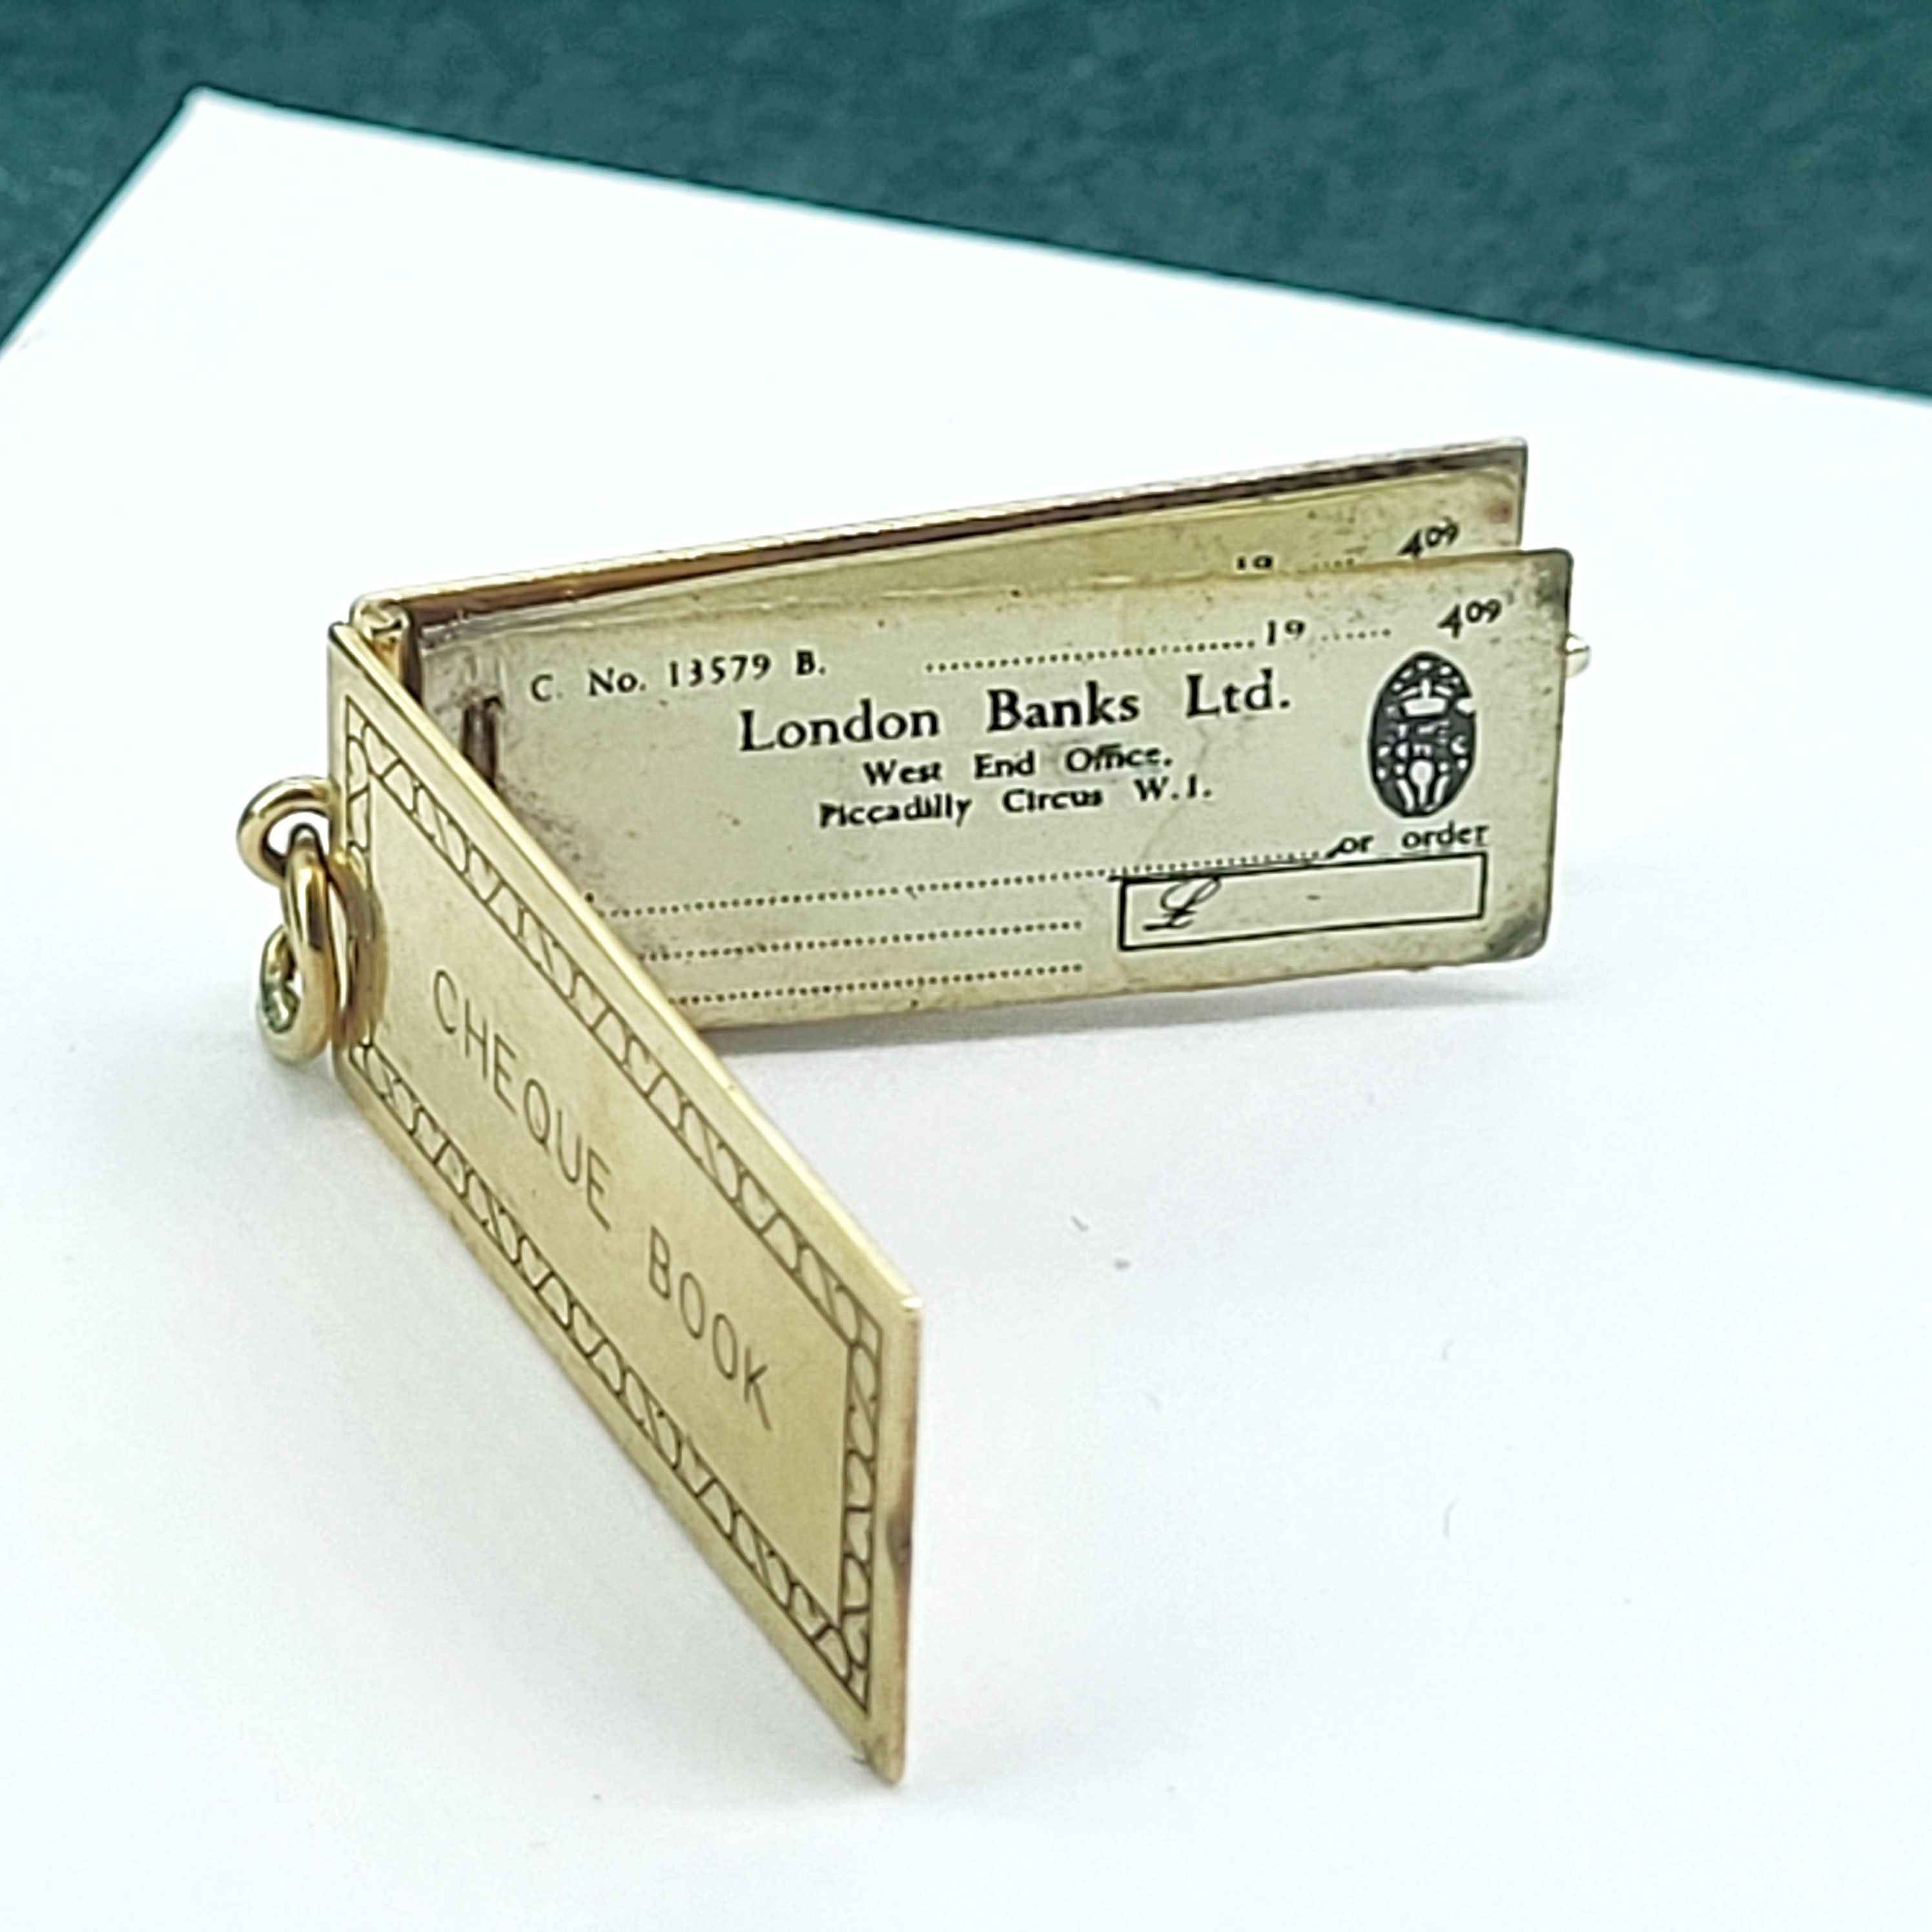 CHEQUE BOOK
19 ...... 409
C. No. 13579 B. .............................. 19 ...... 409
London Banks Ltd.
West End Office.
Piccadilly Circus W.1.
or order
£